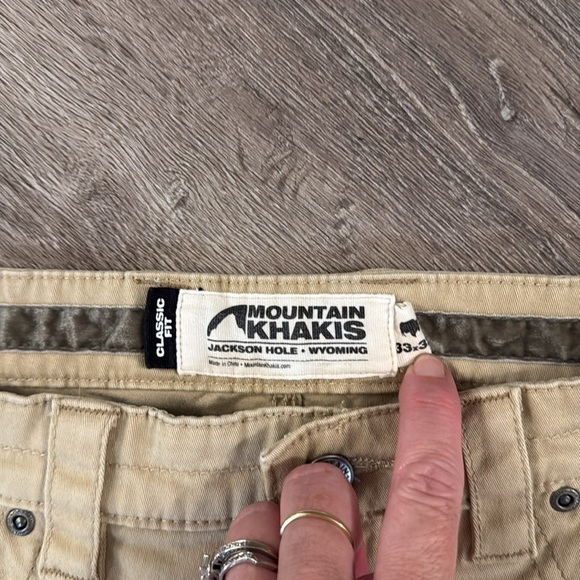 CLASSIC
FIT
MOUNTAIN
KHAKIS
JACKSON HOLE • WYOMING
Made in China • MountainKhakis.com